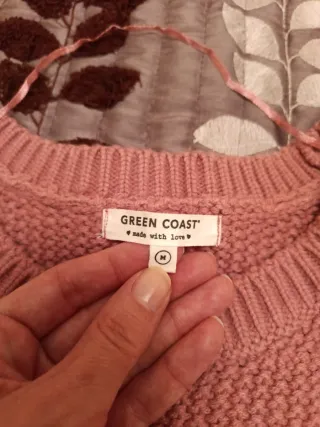 GREEN COAST
♥ made with love ♥
M